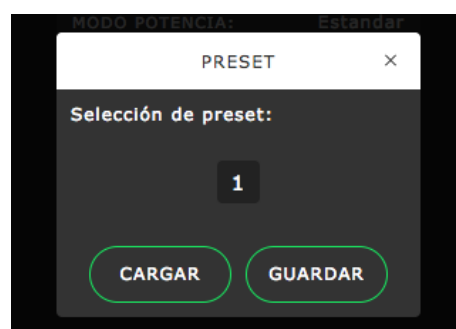 MODO POTENCIA: Estandar
PRESET ×
Selección de preset:
1
CARGAR GUARDAR